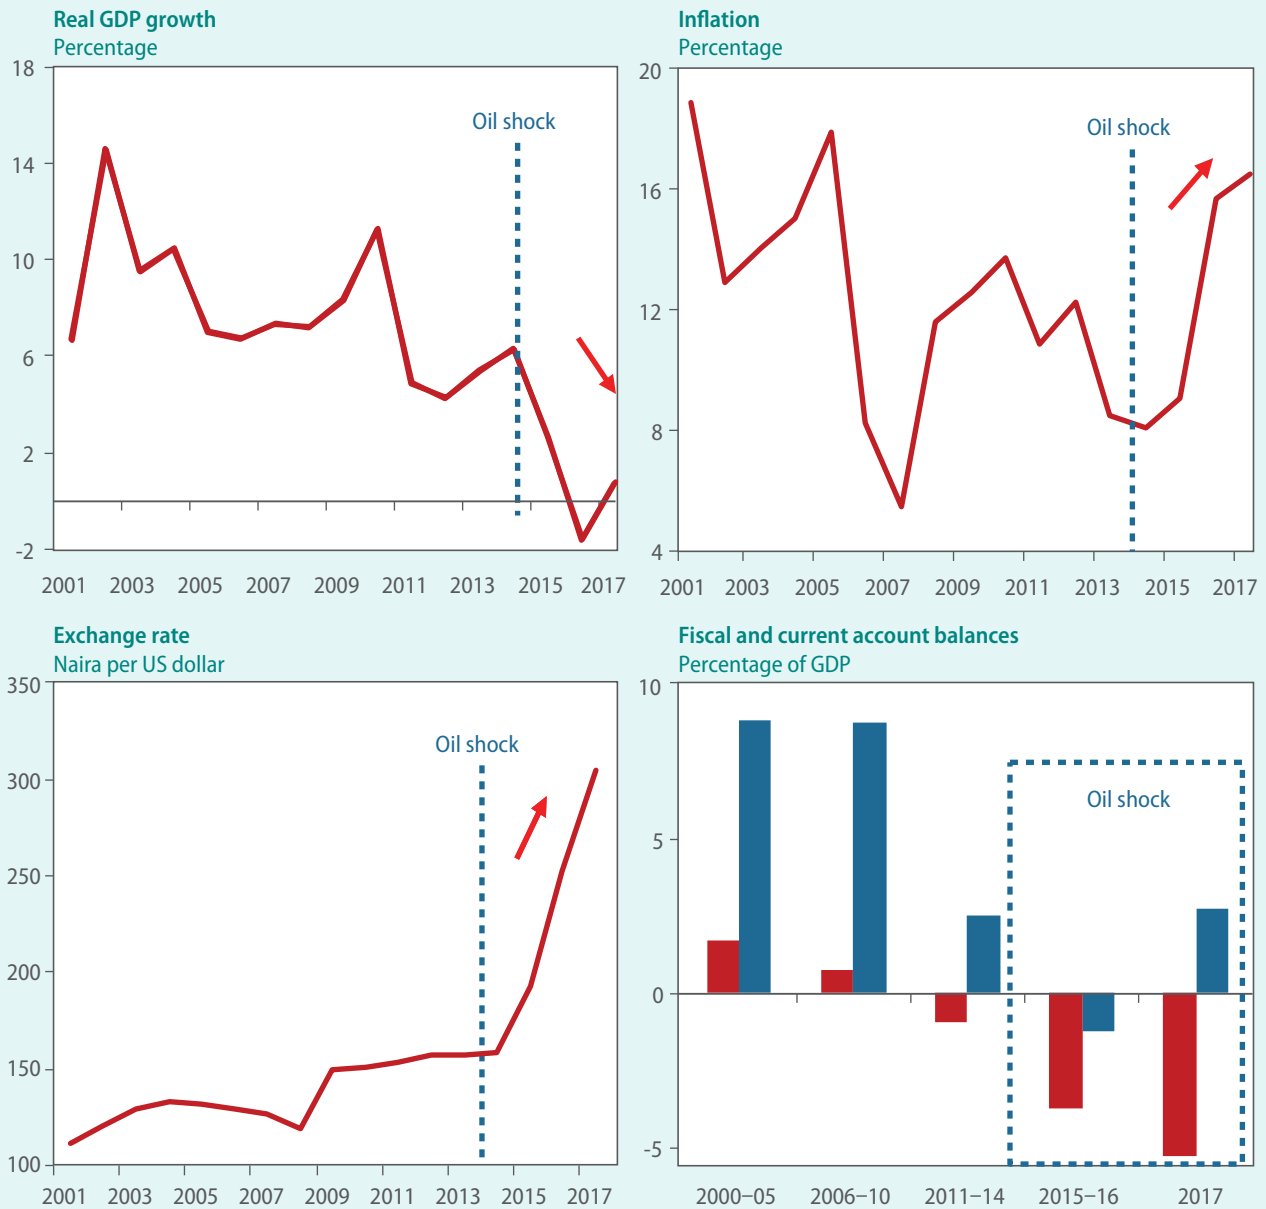 Real GDP growth
Percentage
18
14
10
6
2
-2
Oil shock
2001 2003 2005 2007 2009 2011 2013 2015 2017
Inflation
Percentage
20
16
12
8
4
Oil shock
2001 2003 2005 2007 2009 2011 2013 2015 2017
Exchange rate
Naira per US dollar
350
300
250
200
150
100
Oil shock
2001 2003 2005 2007 2009 2011 2013 2015 2017
Fiscal and current account balances
Percentage of GDP
10
5
0
-5
Oil shock
2000–05 2006–10 2011–14 2015–16 2017